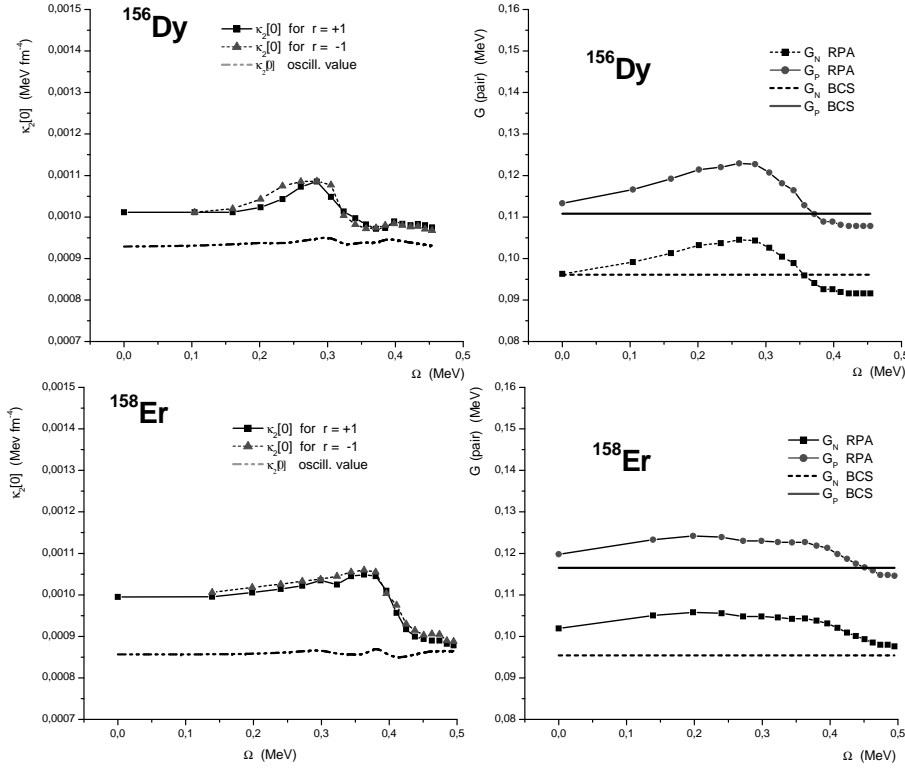 156Dy
κ2[0] for r = +1
κ2[0] for r = -1
κ2[0] oscill. value
κ2[0] (MeV fm-4)
0,0015
0,0014
0,0013
0,0012
0,0011
0,0010
0,0009
0,0008
0,0007
0,0 0,1 0,2 0,3 0,4 0,5
Ω (MeV)
156Dy
GN RPA
GP RPA
GN BCS
GP BCS
G (pair) (MeV)
0,16
0,15
0,14
0,13
0,12
0,11
0,10
0,09
0,08
0,0 0,1 0,2 0,3 0,4 0,5
Ω (MeV)
158Er
κ2[0] for r = +1
κ2[0] for r = -1
κ2[0] oscill. value
κ2[0] (Mev fm-4)
0,0015
0,0014
0,0013
0,0012
0,0011
0,0010
0,0009
0,0008
0,0007
0,0 0,1 0,2 0,3 0,4 0,5
Ω (MeV)
158Er
GN RPA
GP RPA
GN BCS
GP BCS
G (pair) (MeV)
0,16
0,15
0,14
0,13
0,12
0,11
0,10
0,09
0,08
0,0 0,1 0,2 0,3 0,4 0,5
Ω (MeV)